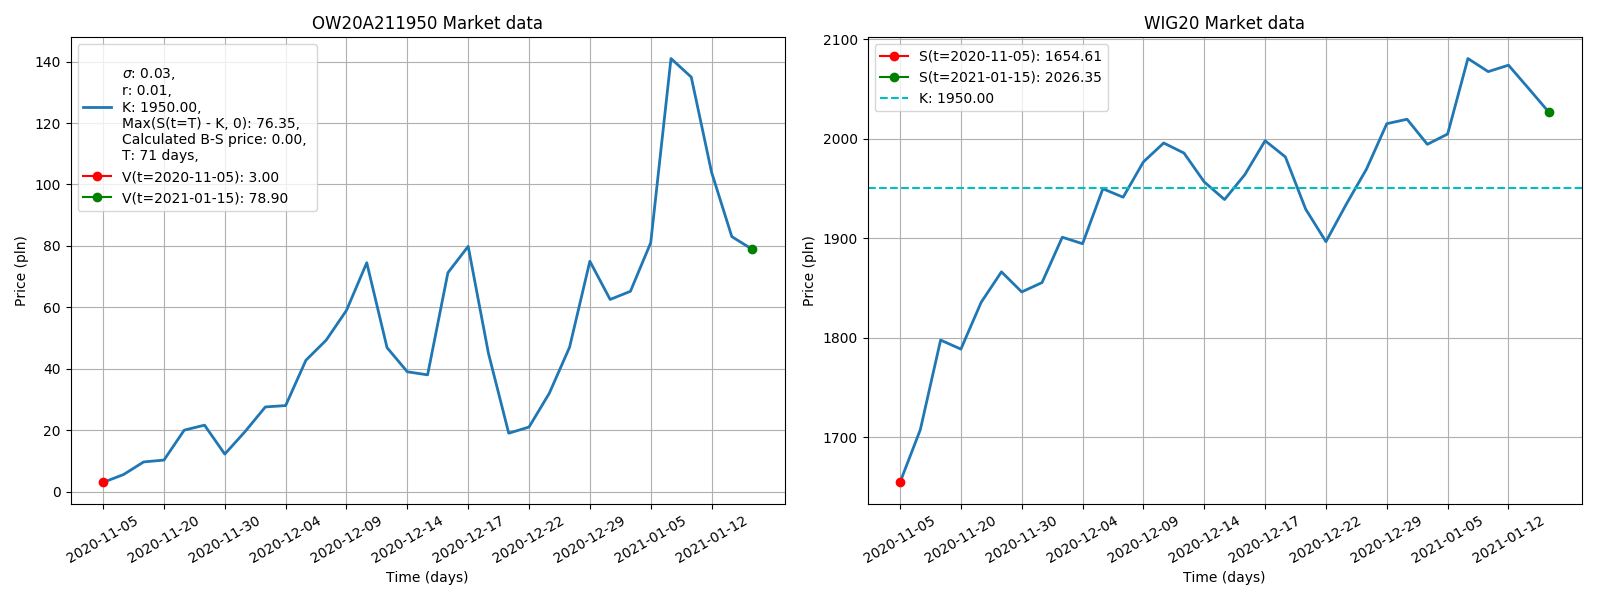 OW20A211950 Market data
σ: 0.03,
r: 0.01,
K: 1950.00,
Max(S(t=T) - K, 0): 76.35,
Calculated B-S price: 0.00,
T: 71 days,
V(t=2020-11-05): 3.00
V(t=2021-01-15): 78.90
140
120
100
80
60
40
20
0
Price (pln)
2020-11-05
2020-11-20
2020-11-30
2020-12-04
2020-12-09
2020-12-14
2020-12-17
2020-12-22
2020-12-29
2021-01-05
2021-01-12
Time (days)
WIG20 Market data
S(t=2020-11-05): 1654.61
S(t=2021-01-15): 2026.35
K: 1950.00
2100
2000
1900
1800
1700
Price (pln)
2020-11-05
2020-11-20
2020-11-30
2020-12-04
2020-12-09
2020-12-14
2020-12-17
2020-12-22
2020-12-29
2021-01-05
2021-01-12
Time (days)